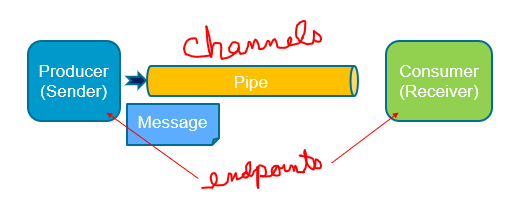 channels
Producer
(Sender)
Pipe
Consumer
(Receiver)
Message
endpoints